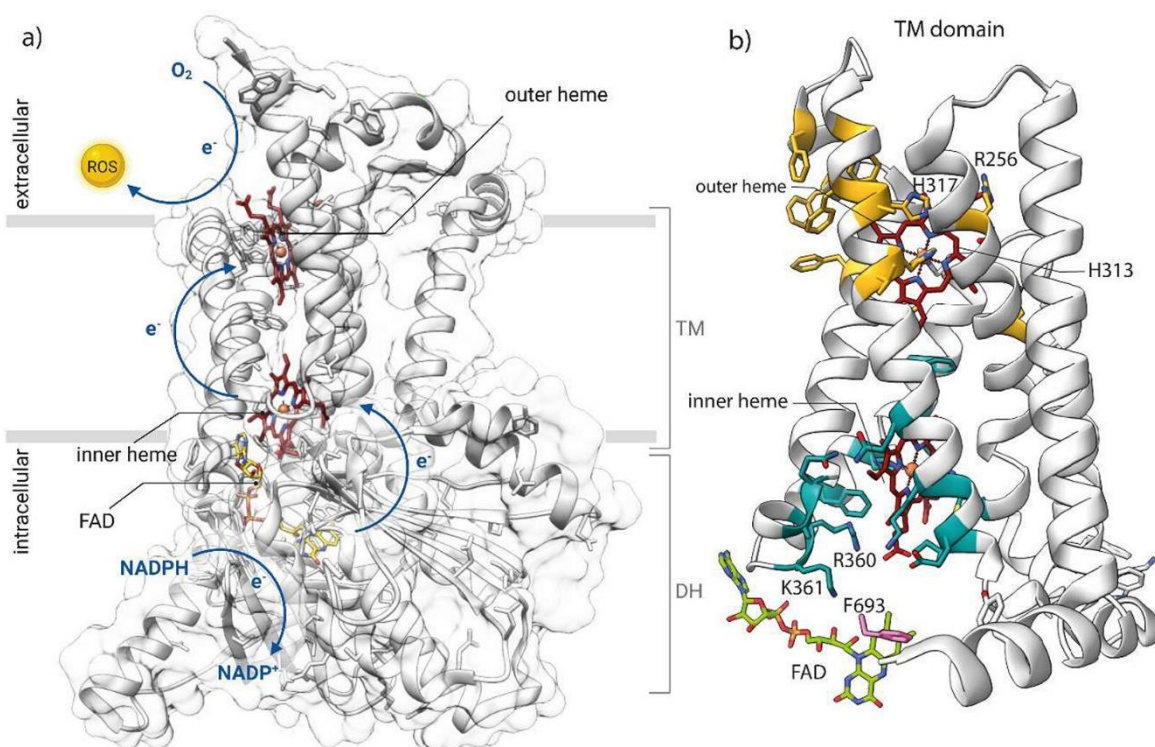 a)
O₂
extracellular
e⁻
ROS
outer heme
e⁻
TM
inner heme
e⁻
FAD
intracellular
NADPH
e⁻
NADP⁺
DH
b)
TM domain
R256
outer heme
H317
H313
inner heme
R360
K361
F693
FAD